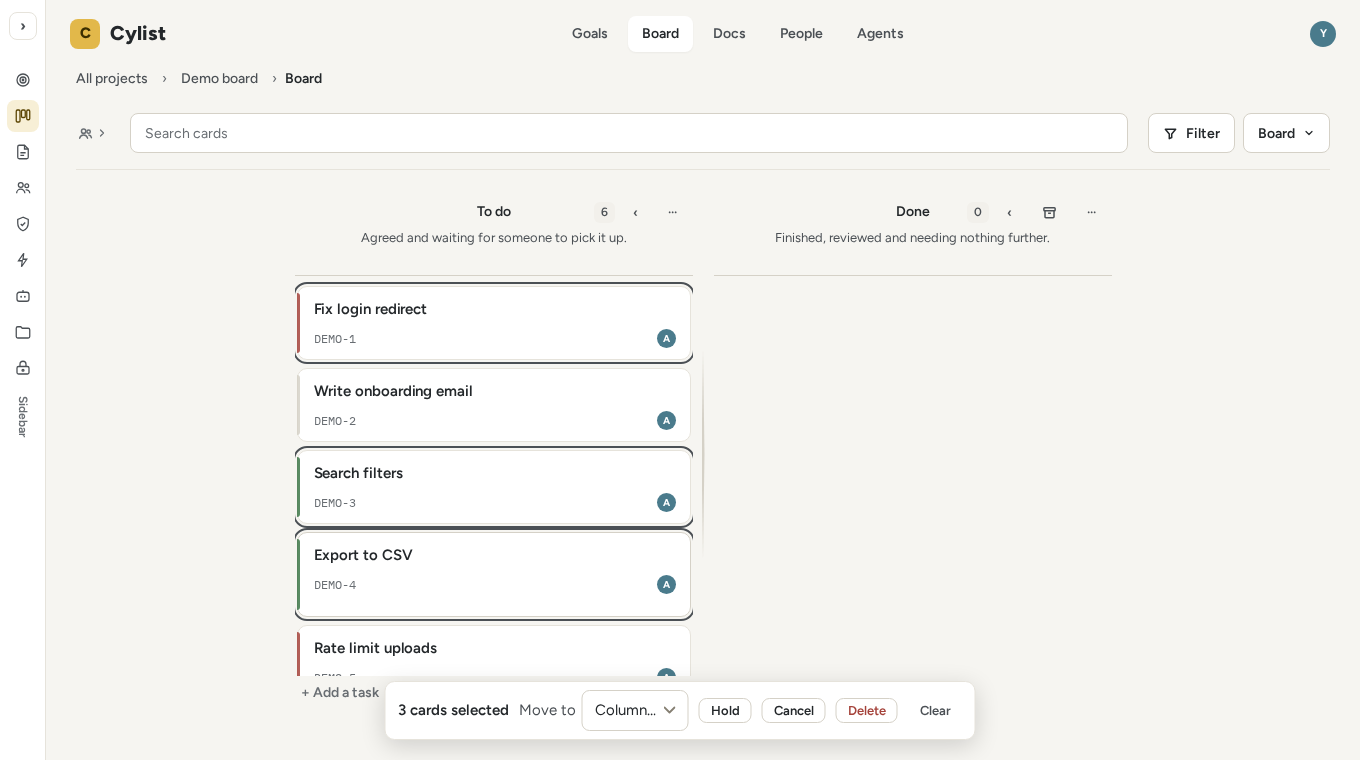 C Cylist
Goals Board Docs People Agents
Y
All projects › Demo board › Board
Search cards
Filter
Board
To do 6 ‹ ...
Agreed and waiting for someone to pick it up.
Done 0 ‹ ...
Finished, reviewed and needing nothing further.
Fix login redirect
DEMO-1 A
Write onboarding email
DEMO-2 A
Search filters
DEMO-3 A
Export to CSV
DEMO-4 A
Rate limit uploads
+ Add a task
3 cards selected Move to Column... Hold Cancel Delete Clear
Sidebar